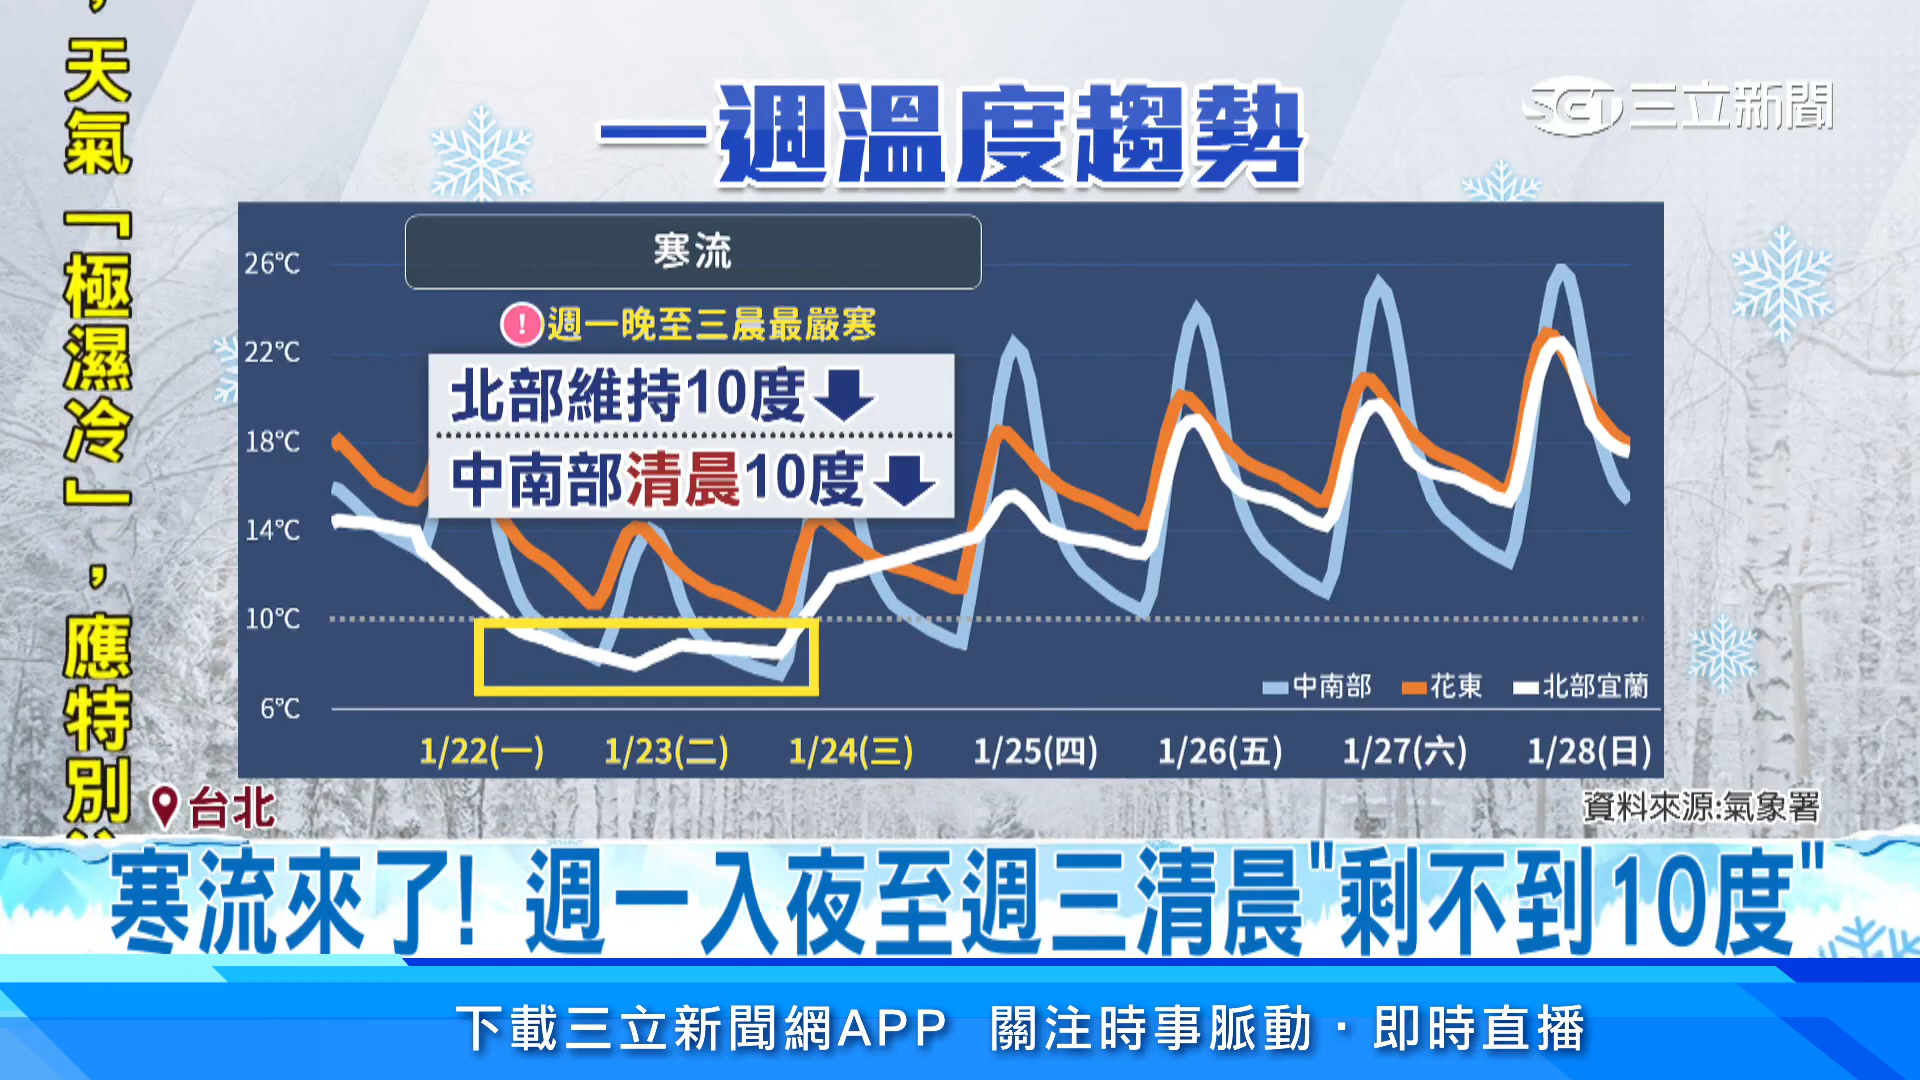 ，天氣「極濕冷」，應特別
一週溫度趨勢
SET三立新聞
寒流
!週一晚至三晨最嚴寒
北部維持10度
中南部清晨10度
26℃
22℃
18℃
14℃
10℃
6℃
中南部 花東 北部宜蘭
1/22(一) 1/23(二) 1/24(三) 1/25(四) 1/26(五) 1/27(六) 1/28(日)
台北
資料來源:氣象署
寒流來了! 週一入夜至週三清晨"剩不到10度"
下載三立新聞網APP 關注時事脈動·即時直播